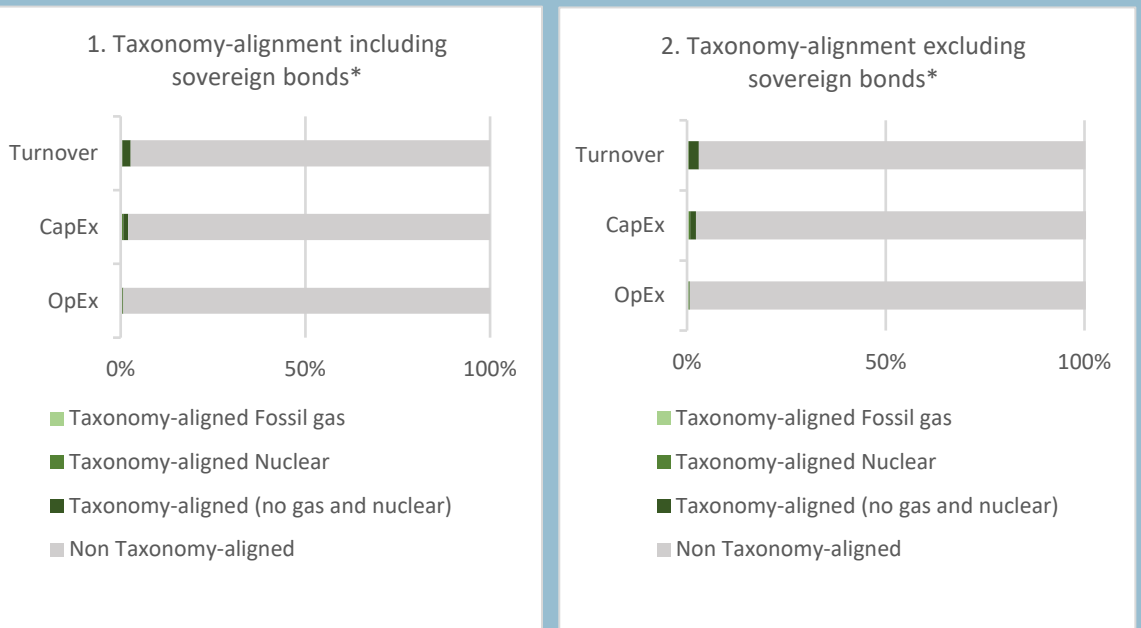 1. Taxonomy-alignment including
sovereign bonds*
Turnover
CapEx
OpEx
0%
50%
100%
Taxonomy-aligned Fossil gas
Taxonomy-aligned Nuclear
Taxonomy-aligned (no gas and nuclear)
Non Taxonomy-aligned
2. Taxonomy-alignment excluding
sovereign bonds*
Turnover
CapEx
OpEx
0%
50%
100%
Taxonomy-aligned Fossil gas
Taxonomy-aligned Nuclear
Taxonomy-aligned (no gas and nuclear)
Non Taxonomy-aligned